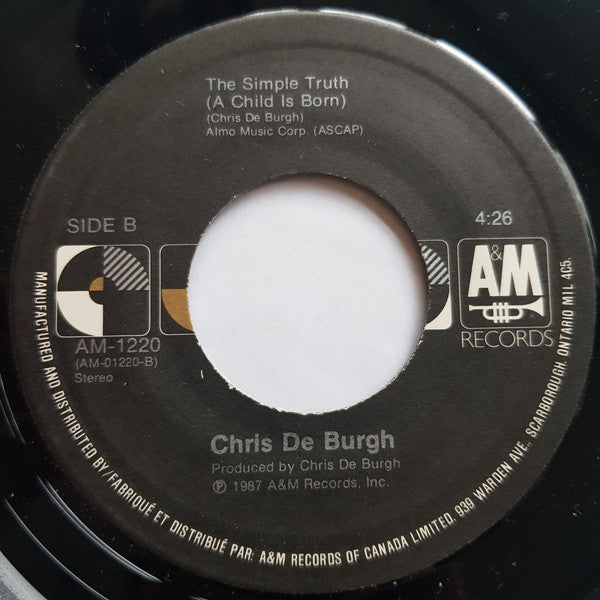 The Simple Truth
(A Child Is Born)
(Chris De Burgh)
Almo Music Corp. (ASCAP)
SIDE B
4:26
A&M
RECORDS
AM-1220
(AM-01220-B)
Stereo
Chris De Burgh
Produced by Chris De Burgh
℗ 1987 A&M Records, Inc.
MANUFACTURED AND DISTRIBUTED BY/FABRIQUÉ ET DISTRIBUÉ PAR: A&M RECORDS OF CANADA LIMITED. 939 WARDEN AVE., SCARBOROUGH, ONTARIO M1L 4C5.